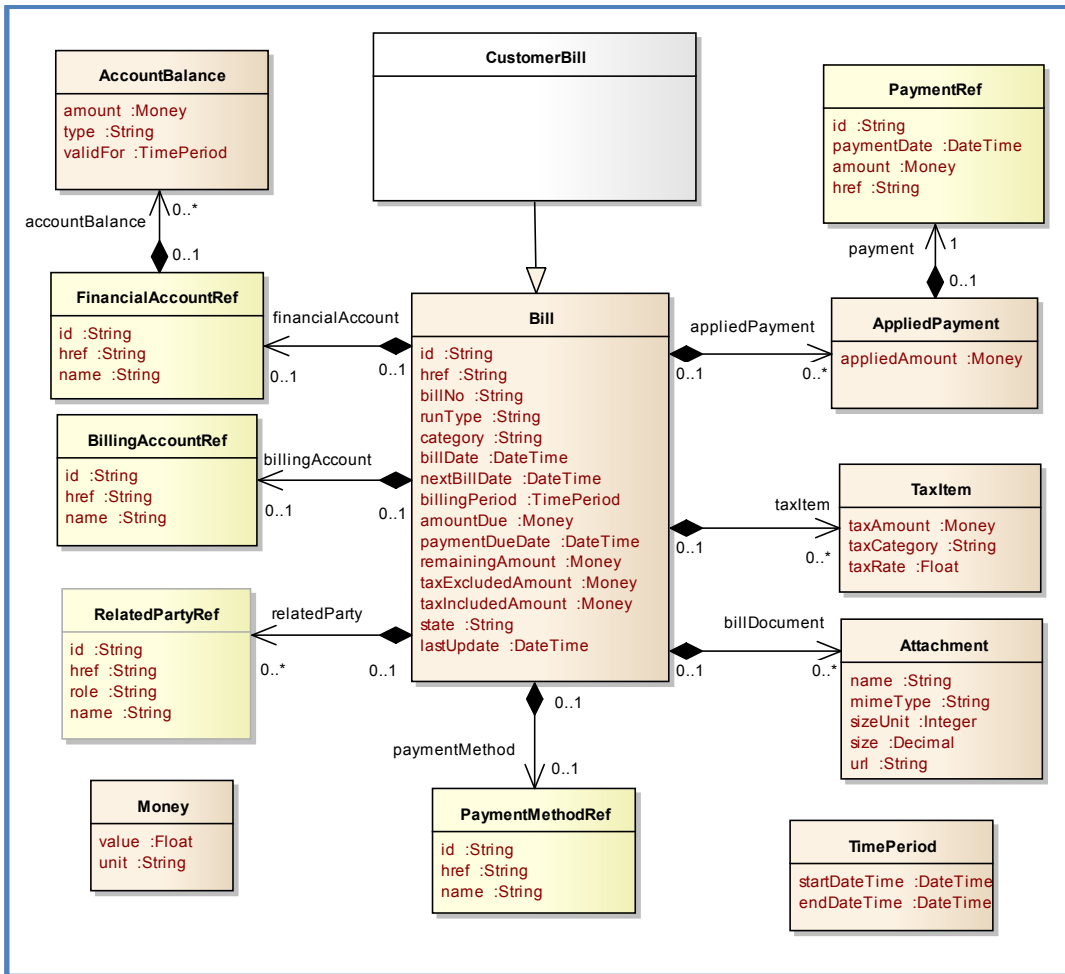 CustomerBill
AccountBalance
amount :Money
type :String
validFor :TimePeriod
PaymentRef
id :String
paymentDate :DateTime
amount :Money
href :String
0..*
accountBalance
0..1
payment
1
0..1
FinancialAccountRef
id :String
href :String
name :String
financialAccount
0..1
0..1
Bill
id :String
href :String
billNo :String
runType :String
category :String
billDate :DateTime
nextBillDate :DateTime
billingPeriod :TimePeriod
amountDue :Money
paymentDueDate :DateTime
remainingAmount :Money
taxExcludedAmount :Money
taxIncludedAmount :Money
state :String
lastUpdate :DateTime
appliedPayment
0..1
0..*
AppliedPayment
appliedAmount :Money
BillingAccountRef
id :String
href :String
name :String
billingAccount
0..1
0..1
taxItem
0..1
0..*
TaxItem
taxAmount :Money
taxCategory :String
taxRate :Float
RelatedPartyRef
id :String
href :String
role :String
name :String
relatedParty
0..*
0..1
billDocument
0..1
0..*
Attachment
name :String
mimeType :String
sizeUnit :Integer
size :Decimal
url :String
0..1
paymentMethod
0..1
Money
value :Float
unit :String
PaymentMethodRef
id :String
href :String
name :String
TimePeriod
startDateTime :DateTime
endDateTime :DateTime